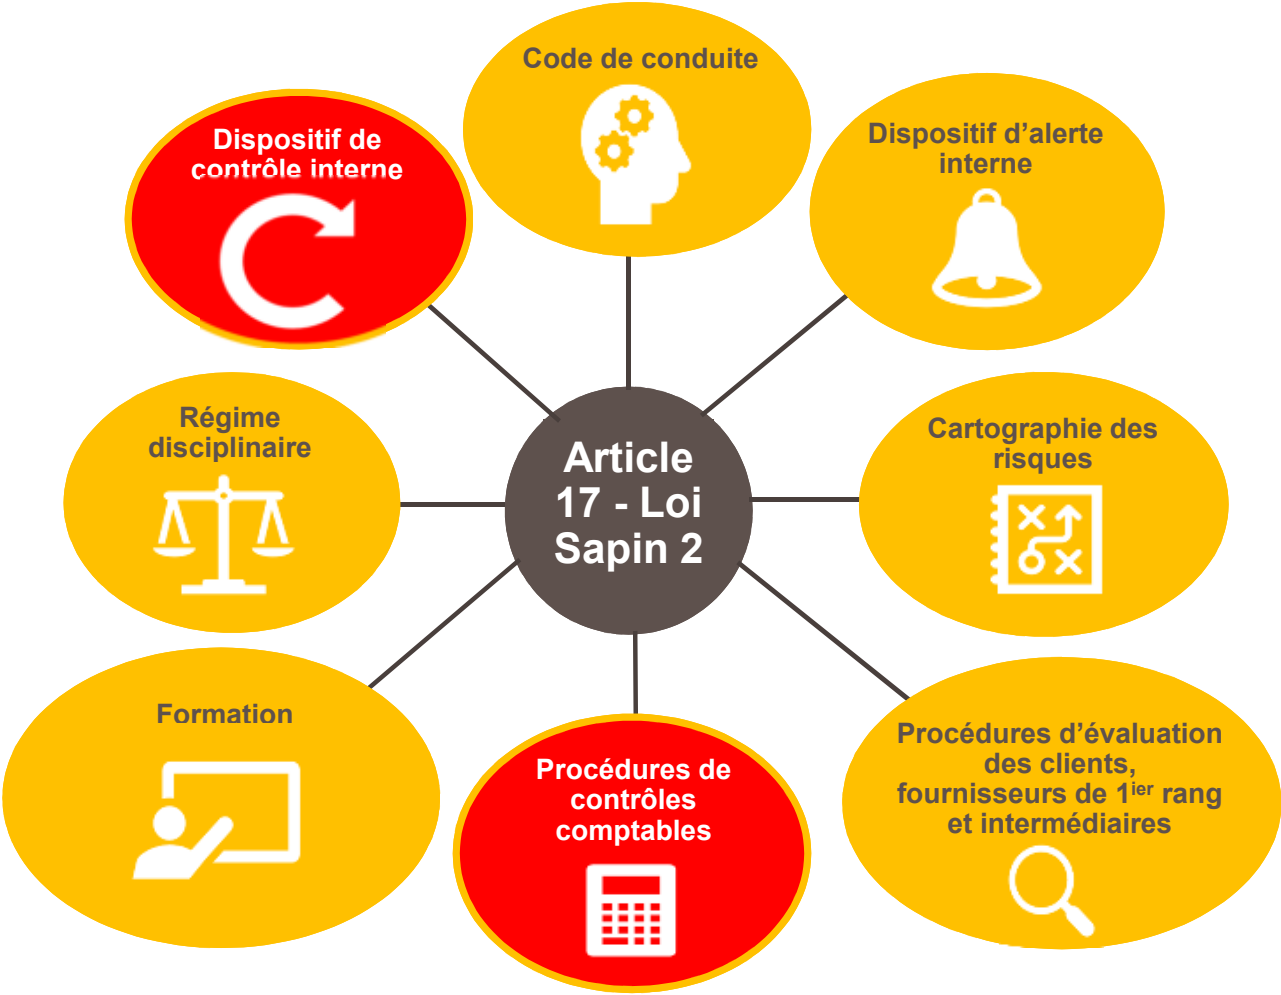 Code de conduite
Dispositif de
contrôle interne
Dispositif d’alerte
interne
Régime
disciplinaire
Article
17 - Loi
Sapin 2
Cartographie des
risques
Formation
Procédures de
contrôles
comptables
Procédures d’évaluation
des clients,
fournisseurs de 1ier rang
et intermédiaires